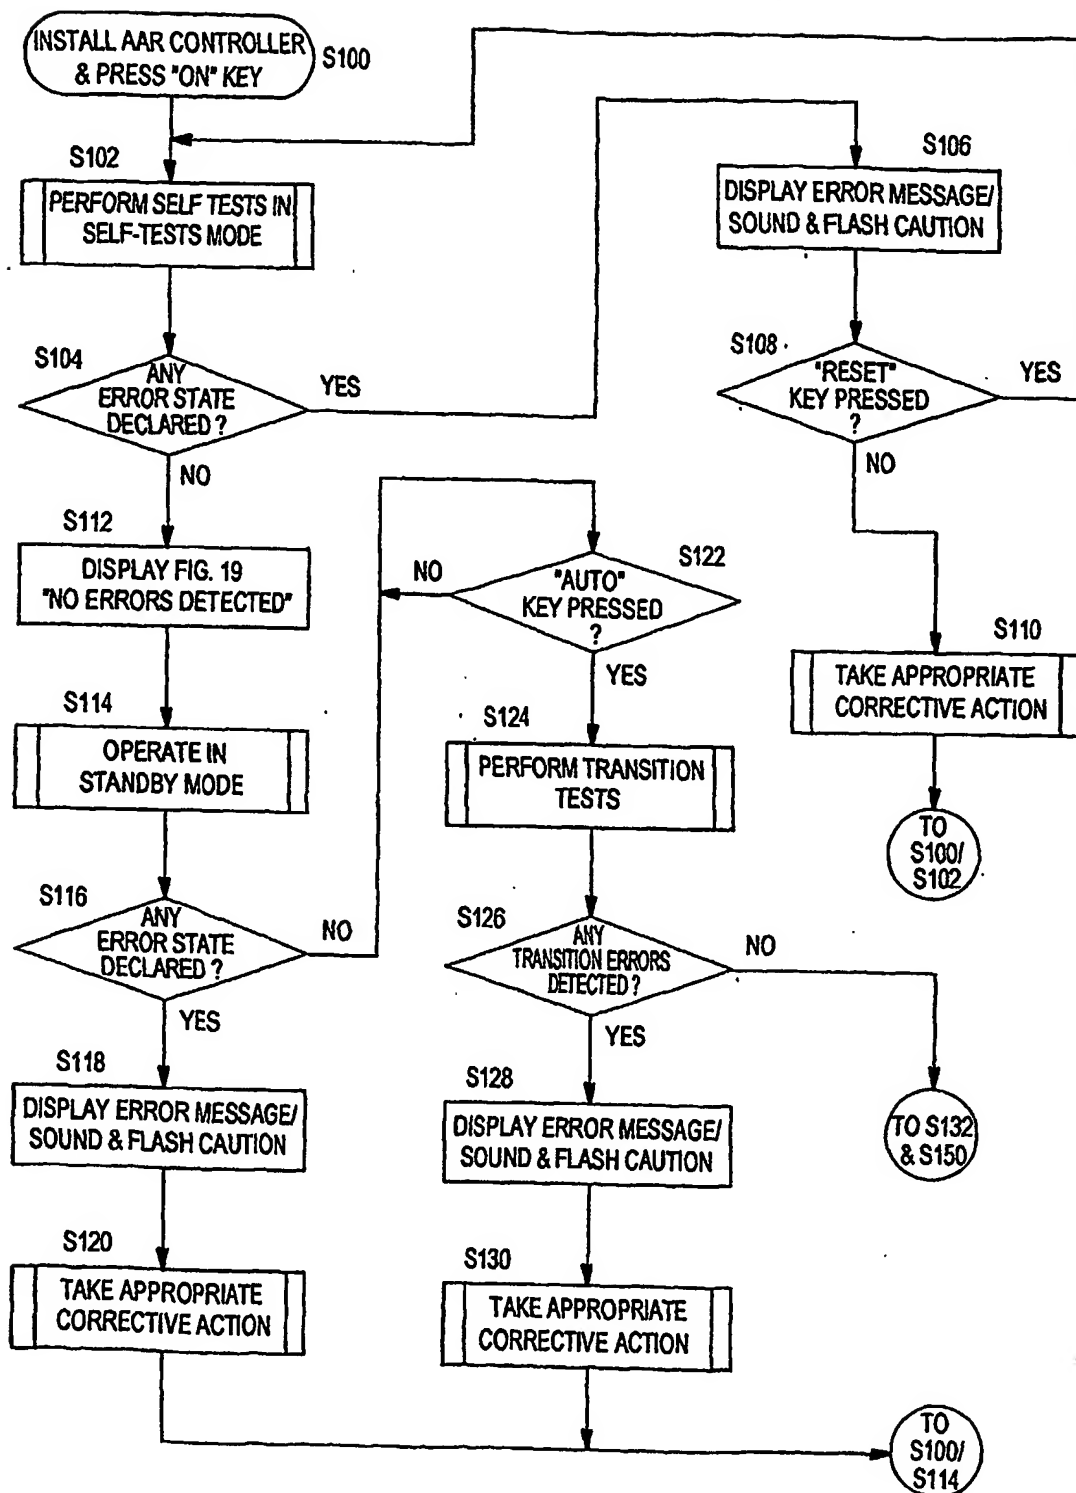 INSTALL AAR CONTROLLER
& PRESS "ON" KEY
S100
S102
PERFORM SELF TESTS IN
SELF-TESTS MODE
S104
ANY
ERROR STATE
DECLARED ?
YES
NO
S106
DISPLAY ERROR MESSAGE/
SOUND & FLASH CAUTION
S108
"RESET"
KEY PRESSED
?
YES
NO
S110
TAKE APPROPRIATE
CORRECTIVE ACTION
TO
S100/
S102
S112
DISPLAY FIG. 19
"NO ERRORS DETECTED"
S114
OPERATE IN
STANDBY MODE
S116
ANY
ERROR STATE
DECLARED ?
NO
YES
S118
DISPLAY ERROR MESSAGE/
SOUND & FLASH CAUTION
S120
TAKE APPROPRIATE
CORRECTIVE ACTION
S122
"AUTO"
KEY PRESSED
?
NO
YES
S124
PERFORM TRANSITION
TESTS
S126
ANY
TRANSITION ERRORS
DETECTED ?
NO
YES
TO S132
& S150
S128
DISPLAY ERROR MESSAGE/
SOUND & FLASH CAUTION
S130
TAKE APPROPRIATE
CORRECTIVE ACTION
TO
S100/
S114